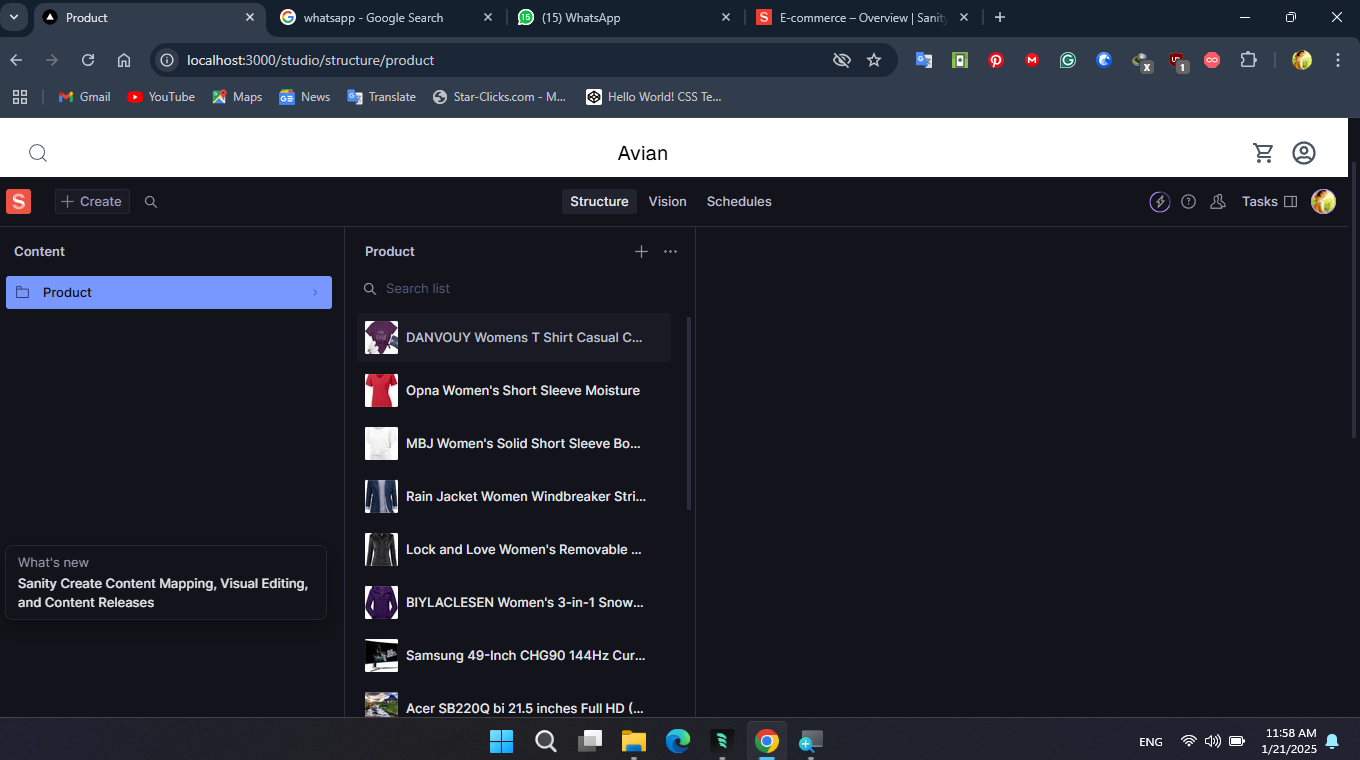 Product
whatsapp - Google Search
15
(15) WhatsApp
S
E-commerce – Overview | Sanity
localhost:3000/studio/structure/product
X
1
Gmail
YouTube
Maps
News
Translate
Star-Clicks.com - M...
Hello World! CSS Te...
Avian
S
Create
Structure
Vision
Schedules
Tasks
Content
Product
Product
Search list
DANVOUY Womens T Shirt Casual C...
Opna Women's Short Sleeve Moisture
MBJ Women's Solid Short Sleeve Bo...
Rain Jacket Women Windbreaker Stri...
Lock and Love Women's Removable ...
BIYLACLESEN Women's 3-in-1 Snow...
Samsung 49-Inch CHG90 144Hz Cur...
Acer SB220Q bi 21.5 inches Full HD (...
What's new
Sanity Create Content Mapping, Visual Editing,
and Content Releases
ENG
11:58 AM
1/21/2025